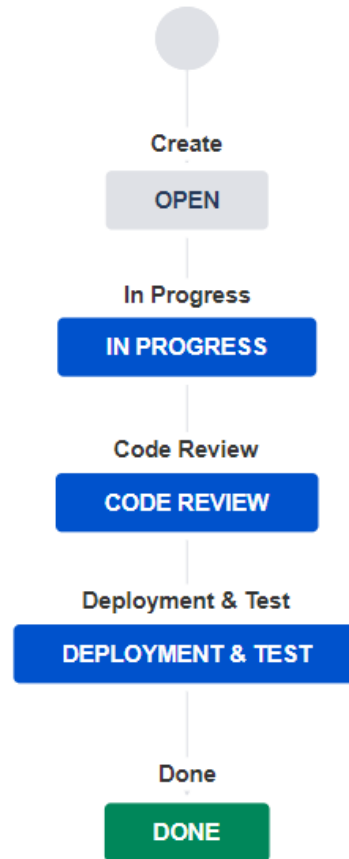 Create
OPEN
In Progress
IN PROGRESS
Code Review
CODE REVIEW
Deployment & Test
DEPLOYMENT & TEST
Done
DONE